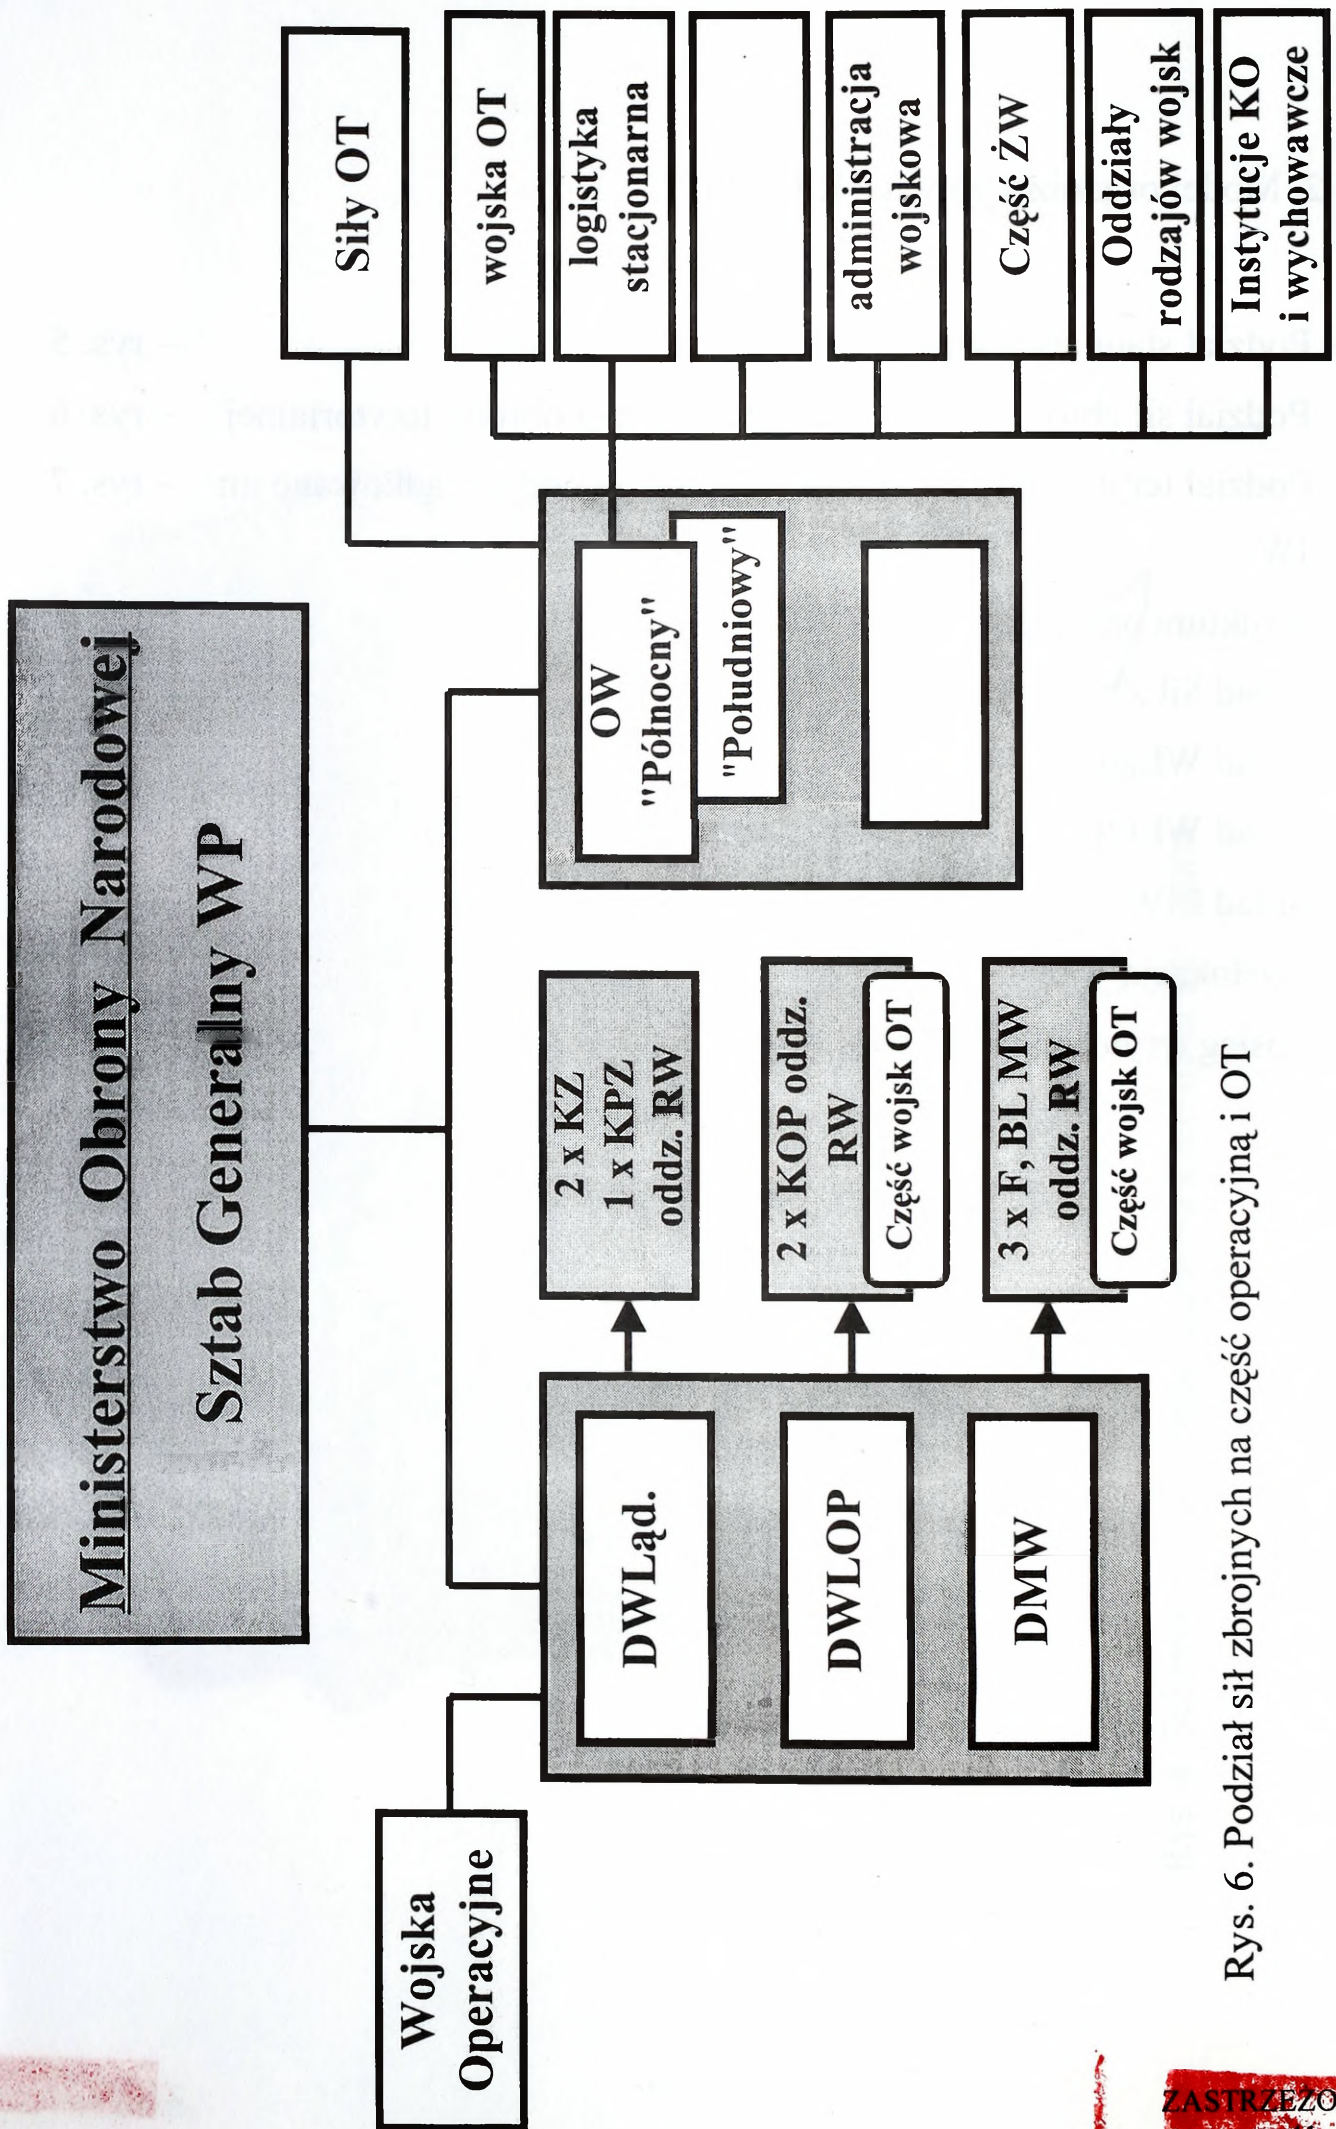 Ministerstwo Obrony Narodowej
Sztab Generalny WP
Wojska
Operacyjne
Siły OT
DWLąd.
DWLOP
DMW
2 x KZ
1 x KPZ
oddz. RW
2 x KOP oddz.
RW
Część wojsk OT
3 x F, BL MW
oddz. RW
Część wojsk OT
OW
"Północny"
"Południowy"
wojska OT
logistyka
stacjonarna
administracja
wojskowa
Część ŻW
Oddziały
rodzajów wojsk
Instytucje KO
i wychowawcze
Rys. 6. Podział sił zbrojnych na część operacyjną i OT